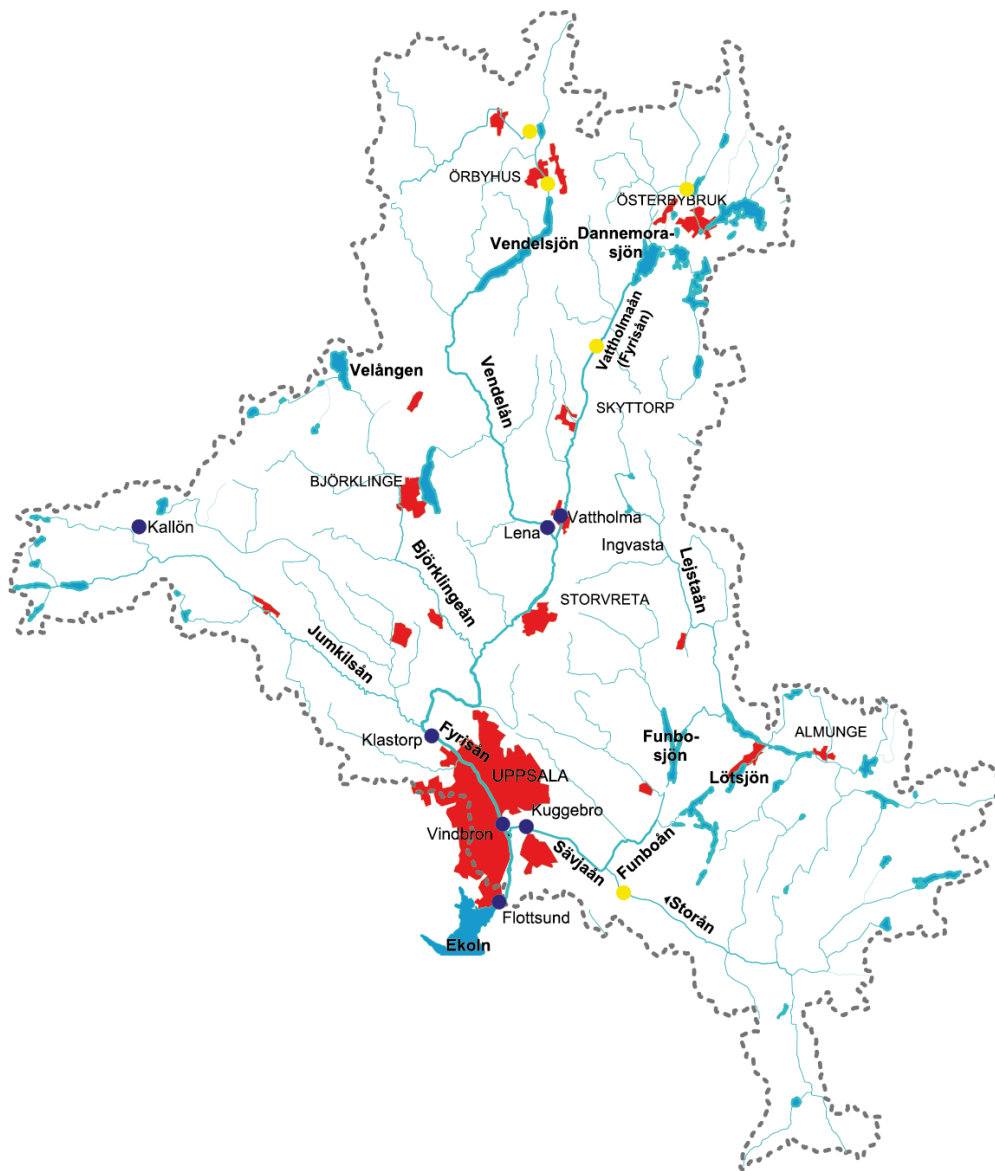 ÖRBYHUS
ÖSTERBYBRUK
Vendelsjön
Dannemora-
sjön
Vattholmaån
(Fyrisån)
Velången
Vendelån
SKYTTORP
BJÖRKLINGE
Kallön
Lena
Vattholma
Ingvasta
Björklingeån
Lejstaån
STORVRETA
Jumkilsån
Klastorp
Fyrisån
Funbo-
sjön
ALMUNGE
UPPSALA
Lötsjön
Kuggebro
Vindbron
Sävjaån
Funboån
Storån
Flottsund
Ekoln